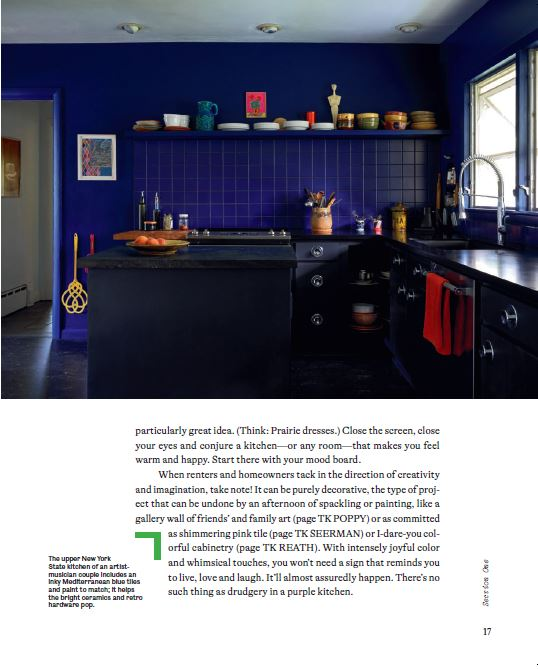 particularly great idea. (Think: Prairie dresses.) Close the screen, close
your eyes and conjure a kitchen—or any room—that makes you feel
warm and happy. Start there with your mood board.
When renters and homeowners tack in the direction of creativity
and imagination, take note! It can be purely decorative, the type of proj-
ect that can be undone by an afternoon of spackling or painting, like a
gallery wall of friends’ and family art (page TK POPPY) or as committed
as shimmering pink tile (page TK SEERMAN) or I-dare-you col-
orful cabinetry (page TK REATH). With intensely joyful color
and whimsical touches, you won’t need a sign that reminds you
to live, love and laugh. It’ll almost assuredly happen. There’s no
such thing as drudgery in a purple kitchen.
The upper New York
State kitchen of an artist-
musician couple includes an
inky Mediterranean blue tiles
and paint to match; it helps
the bright ceramics and retro
hardware pop.
Section One
17